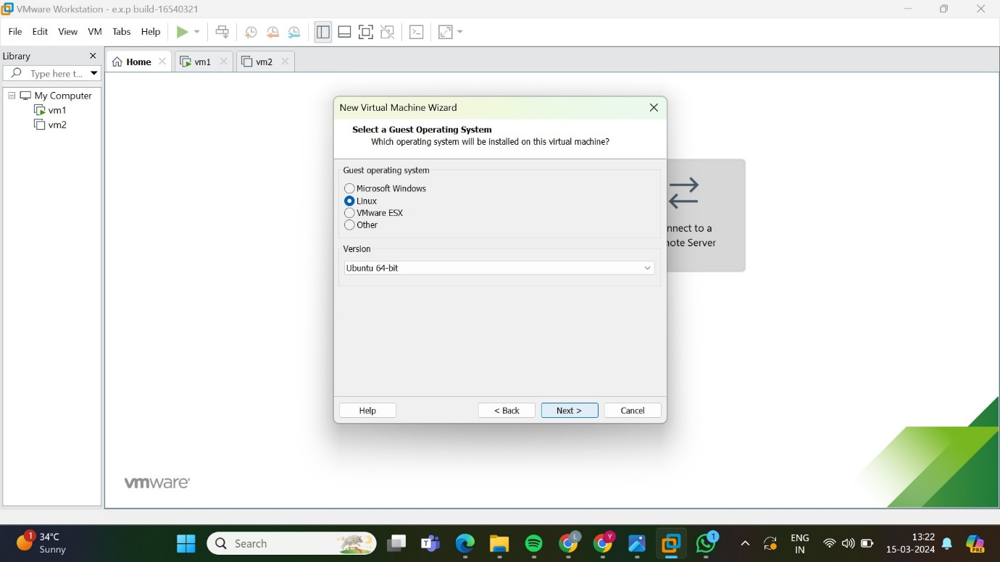 VMware Workstation - e.x.p build-16540321
File Edit View VM Tabs Help
Library
Home vm1 vm2
Type here t...
My Computer
vm1
vm2
New Virtual Machine Wizard
Select a Guest Operating System
Which operating system will be installed on this virtual machine?
Guest operating system
Microsoft Windows
Linux
VMware ESX
Other
Version
Ubuntu 64-bit
Help < Back Next > Cancel
nnect to a
ote Server
vmware
1
34°C
Sunny
Search
L
Y
1
ENG
IN
13:22
15-03-2024
PRE